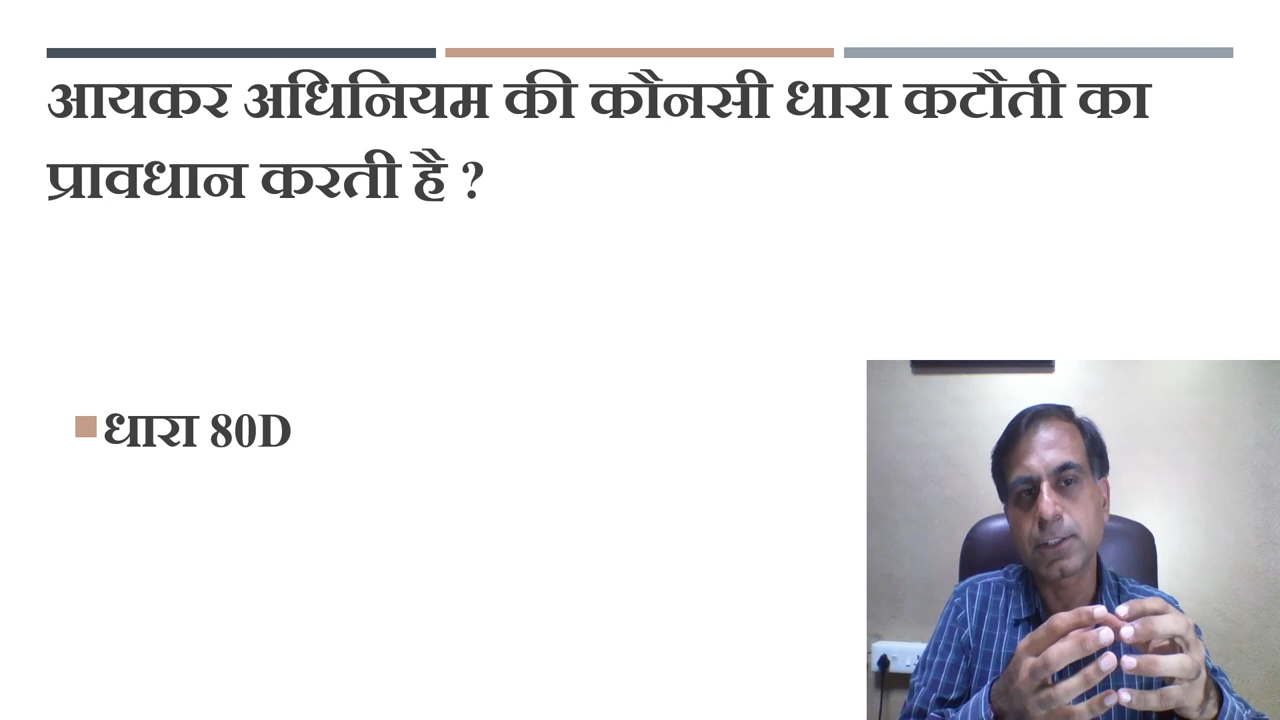 आयकर अधिनियम की कौनसी धारा कटौती का
प्रावधान करती है ?
धारा 80D